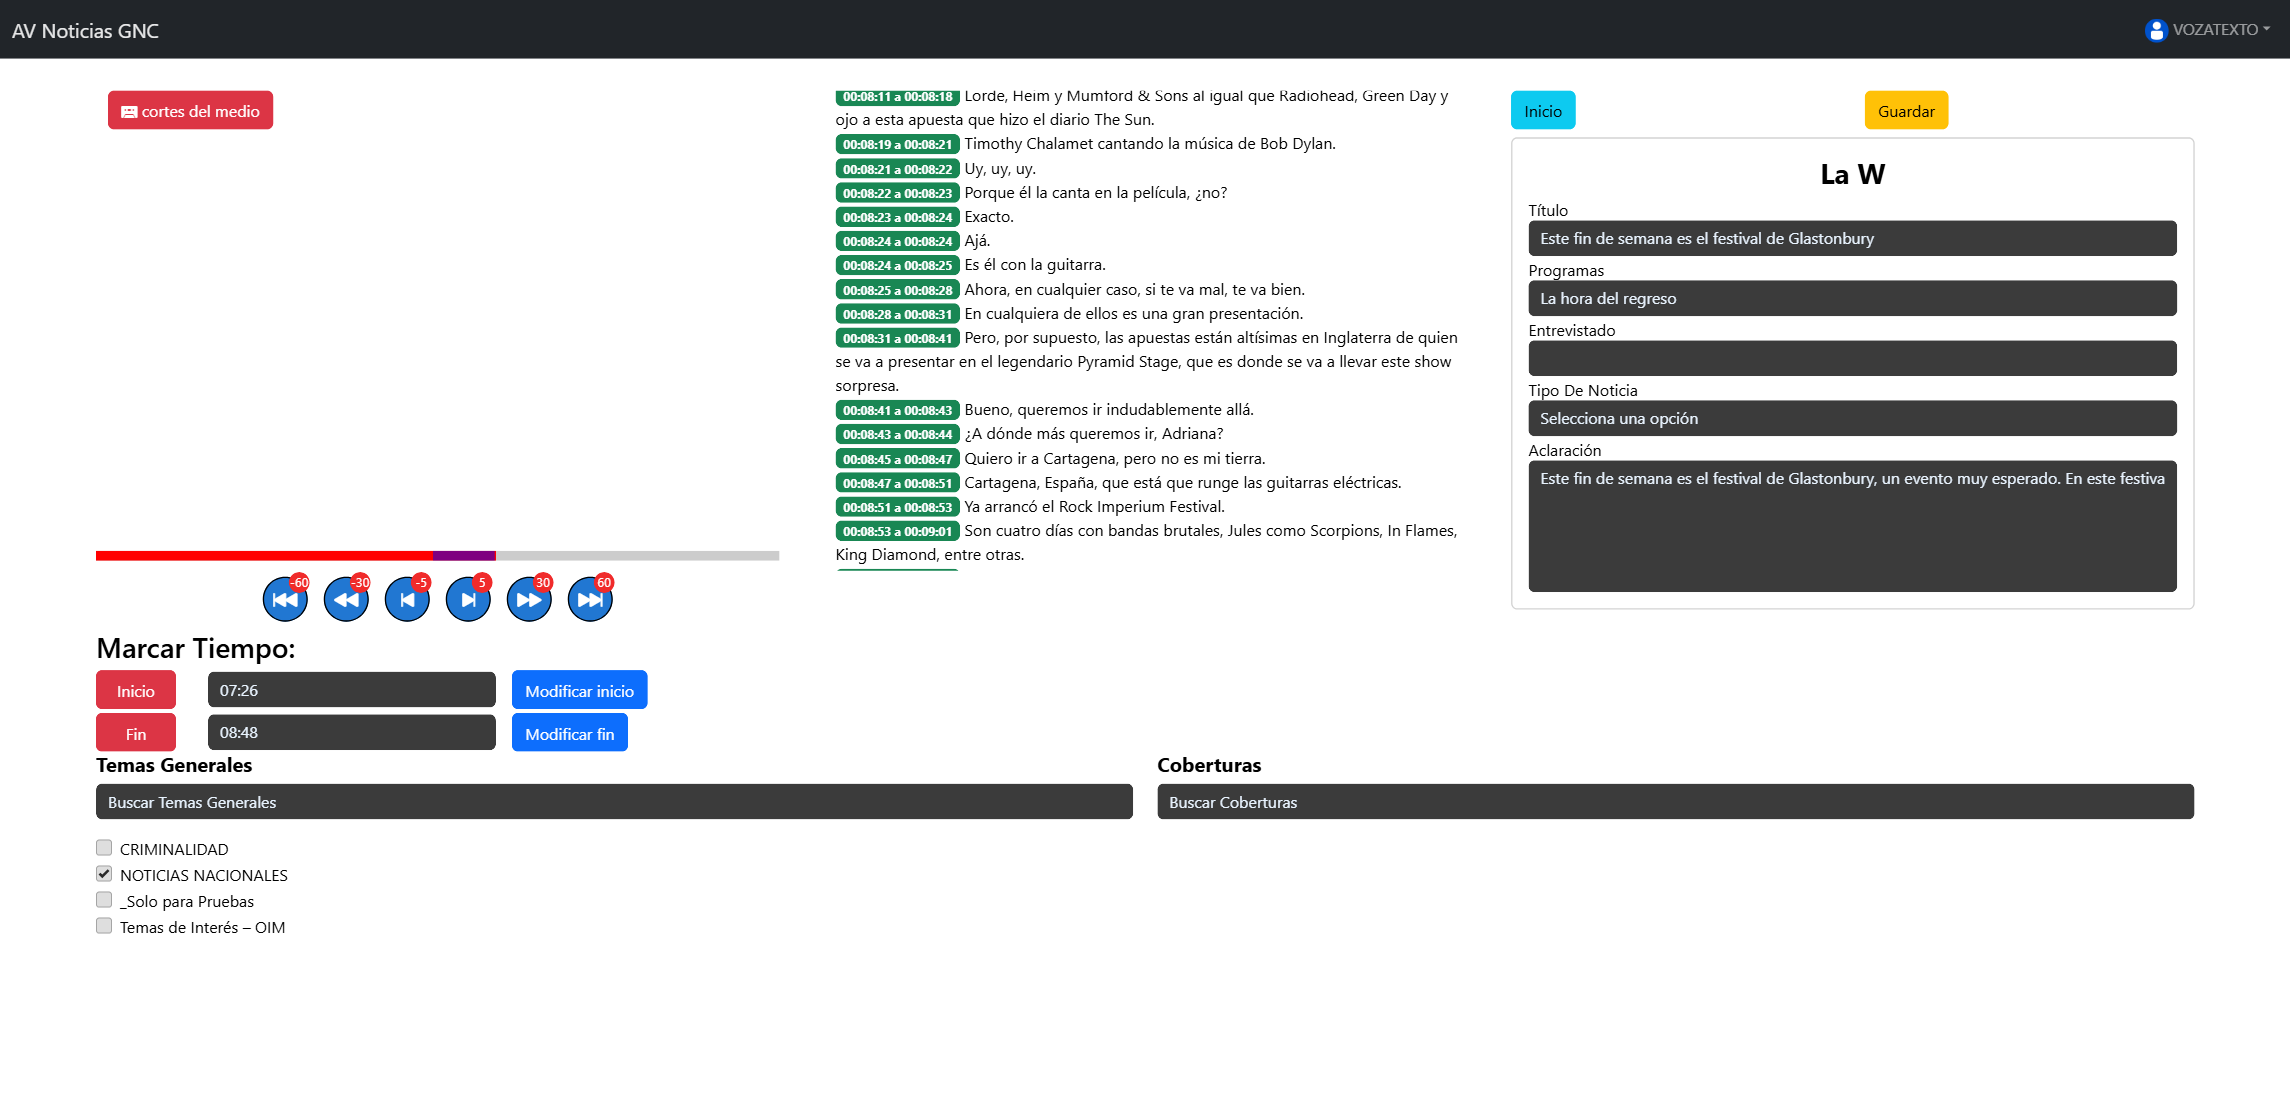 AV Noticias GNC
VOZATEXTO
cortes del medio
00:08:11 a 00:08:18 Lorde, Heim y Mumford & Sons al igual que Radiohead, Green Day y
ojo a esta apuesta que hizo el diario The Sun.
00:08:19 a 00:08:21 Timothy Chalamet cantando la música de Bob Dylan.
00:08:21 a 00:08:22 Uy, uy, uy.
00:08:22 a 00:08:23 Porque él la canta en la película, ¿no?
00:08:23 a 00:08:24 Exacto.
00:08:24 a 00:08:24 Ajá.
00:08:24 a 00:08:25 Es él con la guitarra.
00:08:25 a 00:08:28 Ahora, en cualquier caso, si te va mal, te va bien.
00:08:28 a 00:08:31 En cualquiera de ellos es una gran presentación.
00:08:31 a 00:08:41 Pero, por supuesto, las apuestas están altísimas en Inglaterra de quien
se va a presentar en el legendario Pyramid Stage, que es donde se va a llevar este show
sorpresa.
00:08:41 a 00:08:43 Bueno, queremos ir indudablemente allá.
00:08:43 a 00:08:44 ¿A dónde más queremos ir, Adriana?
00:08:45 a 00:08:47 Quiero ir a Cartagena, pero no es mi tierra.
00:08:47 a 00:08:51 Cartagena, España, que está que runge las guitarras eléctricas.
00:08:51 a 00:08:53 Ya arrancó el Rock Imperium Festival.
00:08:53 a 00:09:01 Son cuatro días con bandas brutales, Jules como Scorpions, In Flames,
King Diamond, entre otras.
Inicio
Guardar
La W
Título
Este fin de semana es el festival de Glastonbury
Programas
La hora del regreso
Entrevistado
Tipo De Noticia
Selecciona una opción
Aclaración
Este fin de semana es el festival de Glastonbury, un evento muy esperado. En este festiva
-60
-30
-5
5
30
60
Marcar Tiempo:
Inicio
07:26
Modificar inicio
Fin
08:48
Modificar fin
Temas Generales
Buscar Temas Generales
CRIMINALIDAD
NOTICIAS NACIONALES
_Solo para Pruebas
Temas de Interés – OIM
Coberturas
Buscar Coberturas